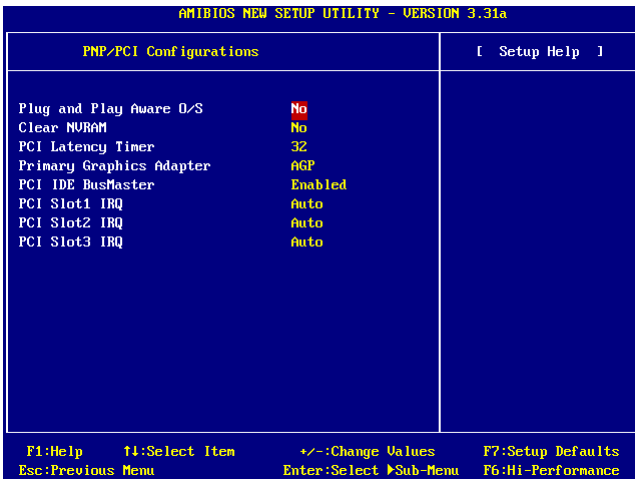 AMIBIOS NEW SETUP UTILITY - VERSION 3.31a
PNP/PCI Configurations
[ Setup Help ]
Plug and Play Aware O/S No
Clear NVRAM No
PCI Latency Timer 32
Primary Graphics Adapter AGP
PCI IDE BusMaster Enabled
PCI Slot1 IRQ Auto
PCI Slot2 IRQ Auto
PCI Slot3 IRQ Auto
F1:Help ↑↓:Select Item +/-:Change Values F7:Setup Defaults
Esc:Previous Menu Enter:Select ▶Sub-Menu F6:Hi-Performance